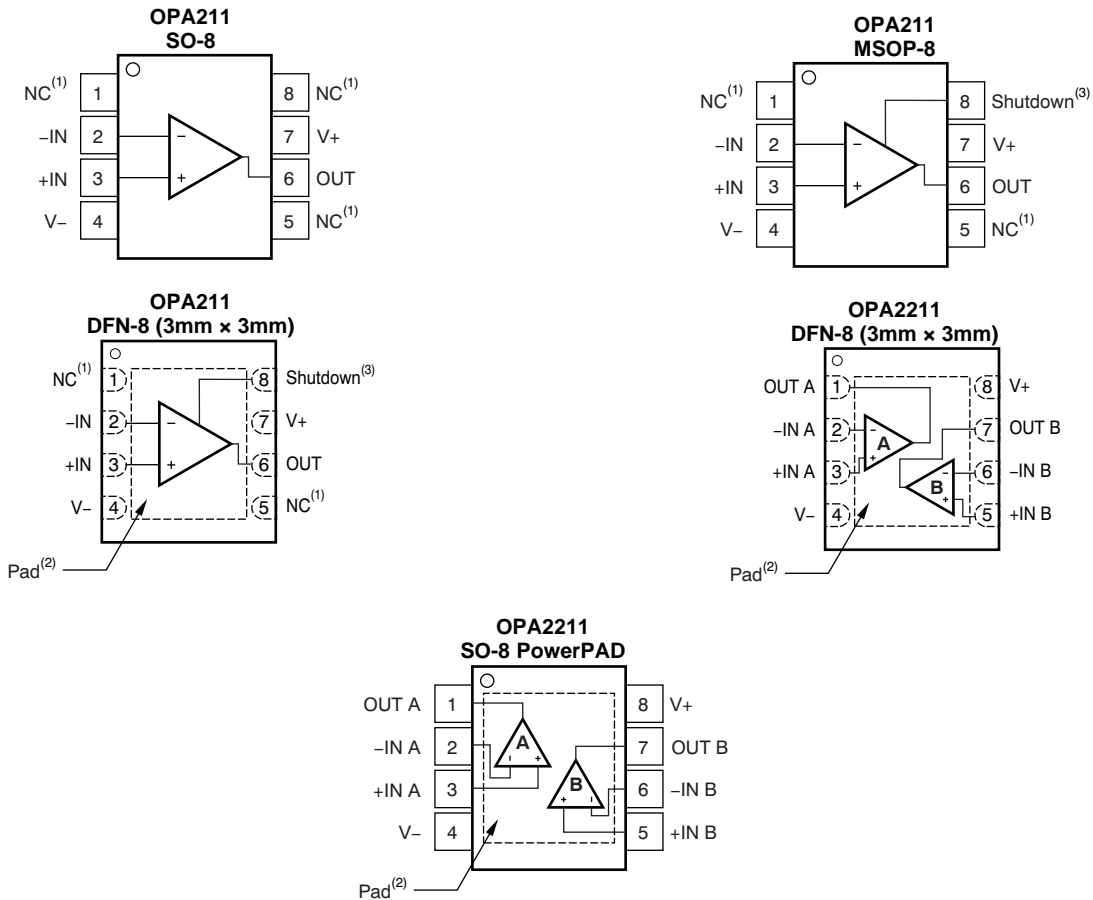 OPA211
SO-8
NC(1) 1 8 NC(1)
−IN 2 − 7 V+
+IN 3 + 6 OUT
V− 4 5 NC(1)
OPA211
MSOP-8
NC(1) 1 8 Shutdown(3)
−IN 2 − 7 V+
+IN 3 + 6 OUT
V− 4 5 NC(1)
OPA211
DFN-8 (3mm × 3mm)
NC(1) 1 8 Shutdown(3)
−IN 2 − 7 V+
+IN 3 + 6 OUT
V− 4 5 NC(1)
Pad(2)
OPA2211
DFN-8 (3mm × 3mm)
OUT A 1 8 V+
−IN A 2 − A 7 OUT B
+IN A 3 + B − 6 −IN B
V− 4 + 5 +IN B
Pad(2)
OPA2211
SO-8 PowerPAD
OUT A 1 8 V+
−IN A 2 − A + 7 OUT B
+IN A 3 + B − 6 −IN B
V− 4 5 +IN B
Pad(2)